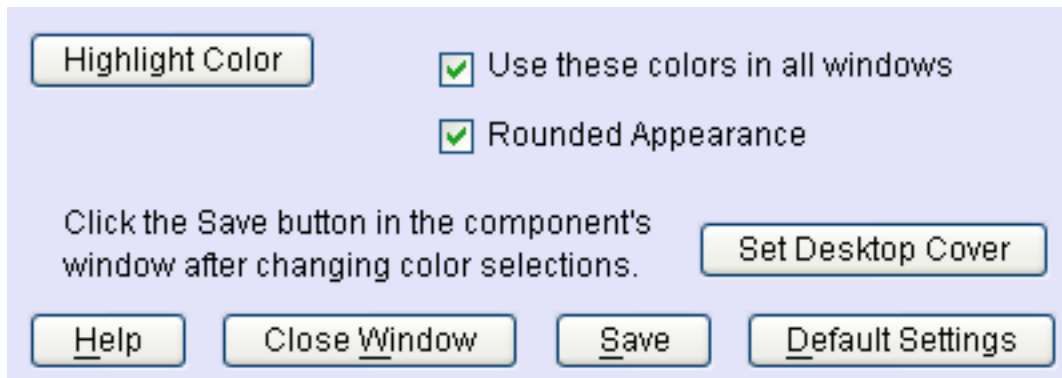 Highlight Color
Use these colors in all windows
Rounded Appearance
Click the Save button in the component's
window after changing color selections.
Set Desktop Cover
Help
Close Window
Save
Default Settings